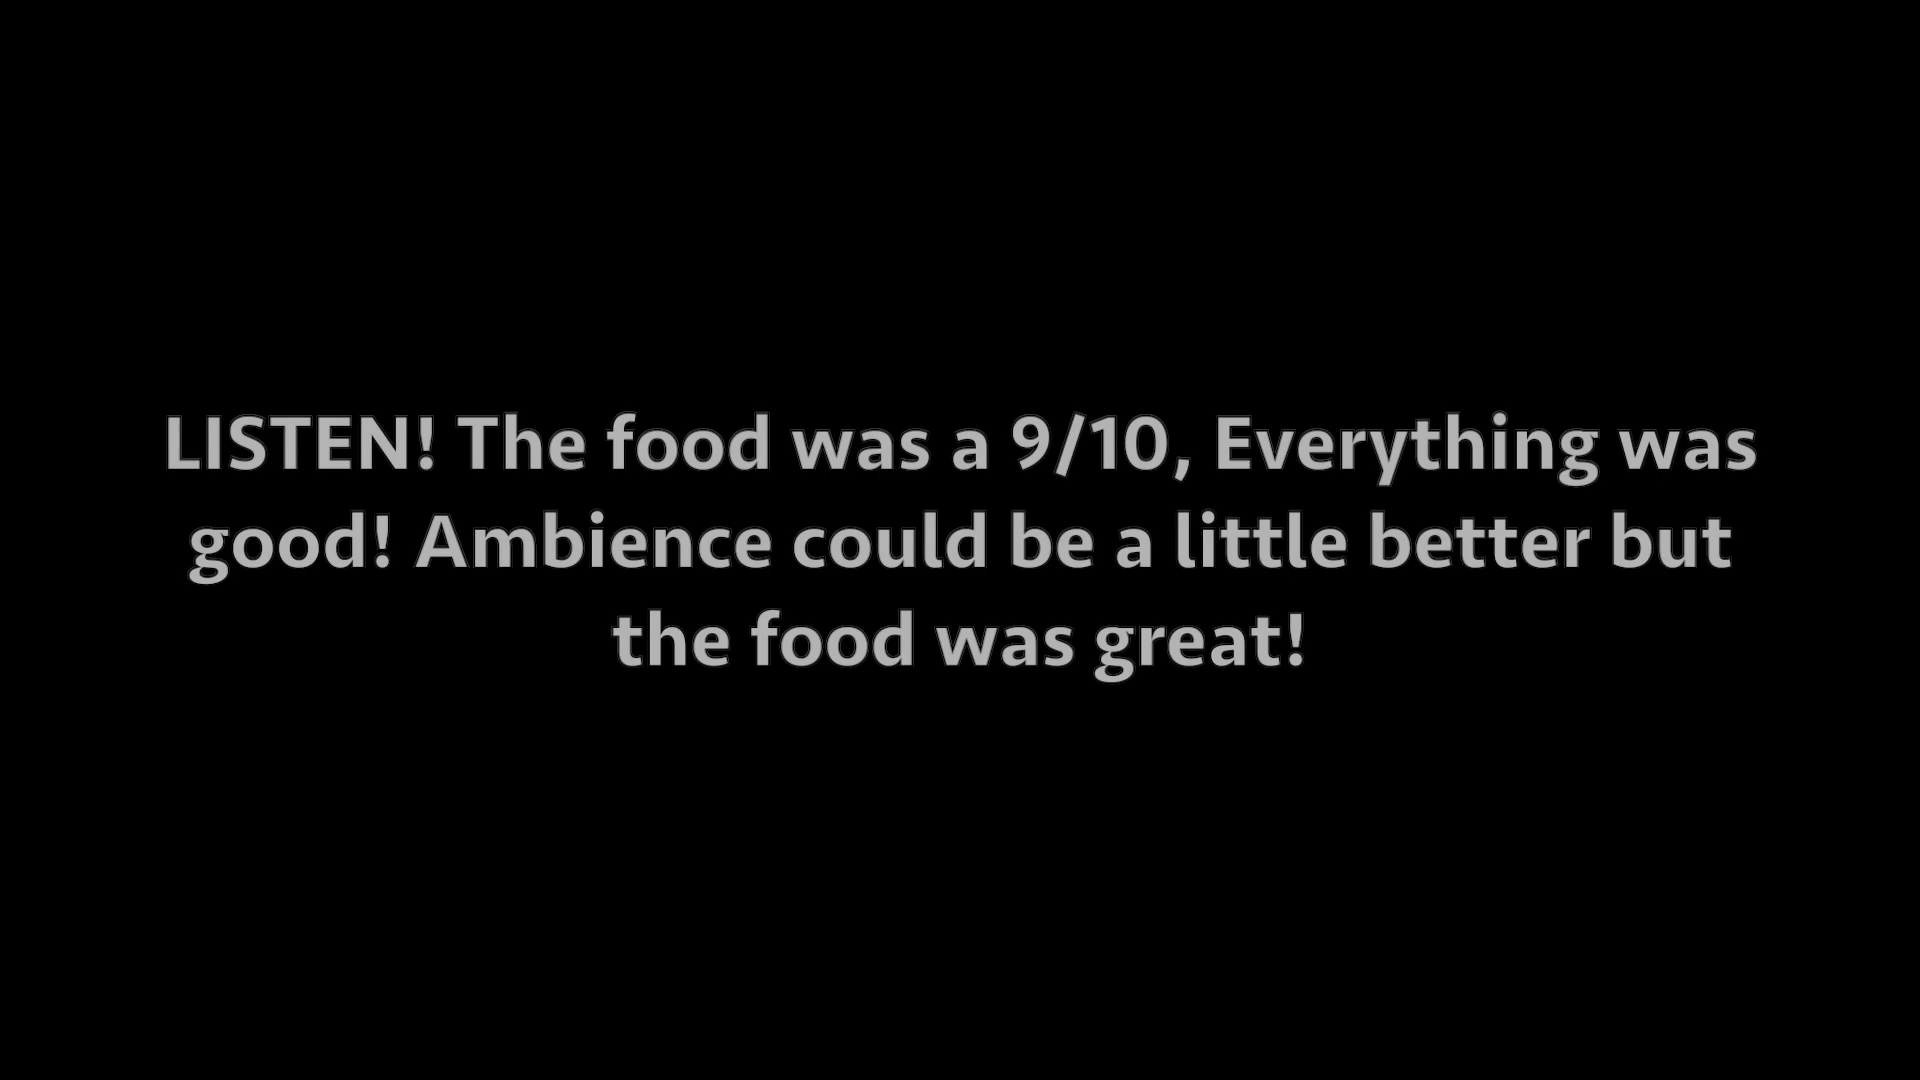 LISTEN! The food was a 9/10, Everything was
good! Ambience could be a little better but
the food was great!